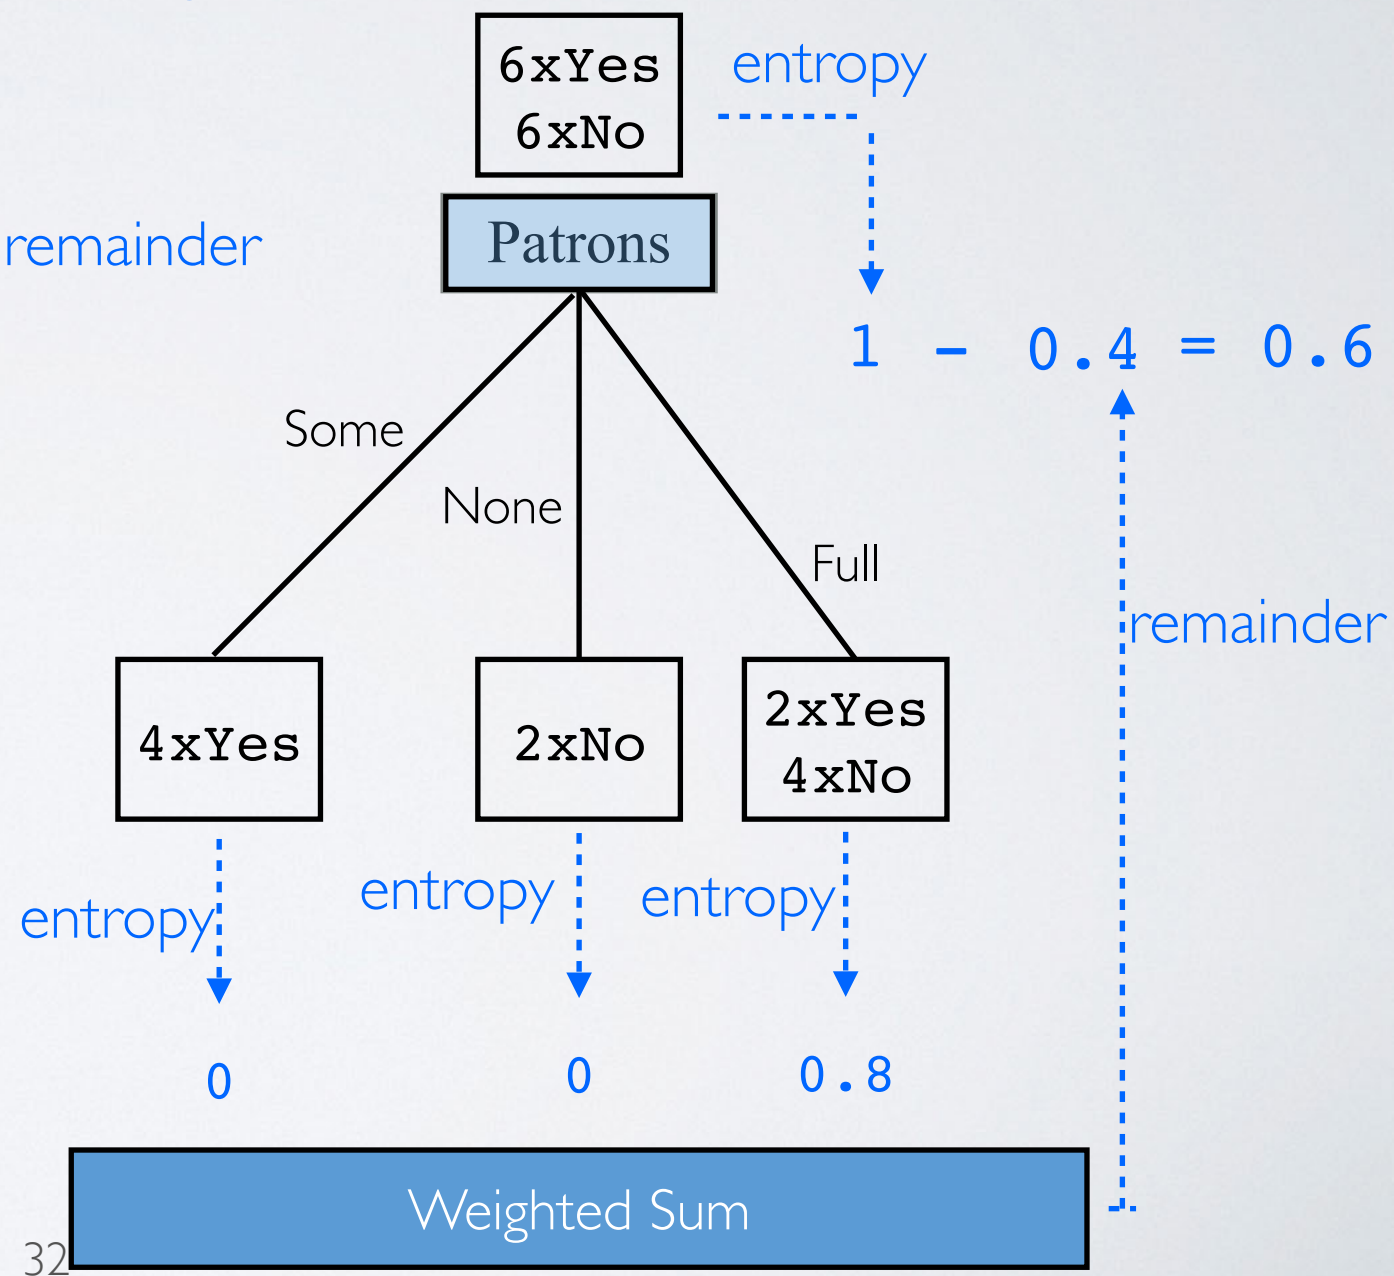 6xYes
6xNo
entropy
remainder
Patrons
1 - 0.4 = 0.6
Some
None
Full
remainder
4xYes
2xNo
2xYes
4xNo
entropy
entropy
entropy
0
0
0.8
Weighted Sum
32